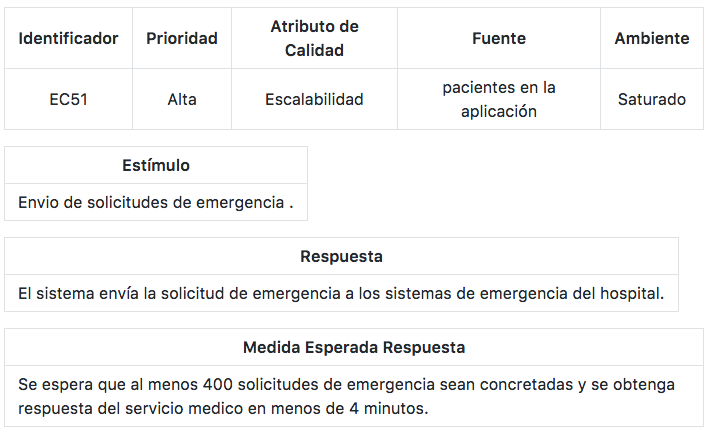 Identificador Prioridad Atributo de Calidad Fuente Ambiente
EC51 Alta Escalabilidad pacientes en la aplicación Saturado
Estímulo
Envio de solicitudes de emergencia .
Respuesta
El sistema envía la solicitud de emergencia a los sistemas de emergencia del hospital.
Medida Esperada Respuesta
Se espera que al menos 400 solicitudes de emergencia sean concretadas y se obtenga
respuesta del servicio medico en menos de 4 minutos.